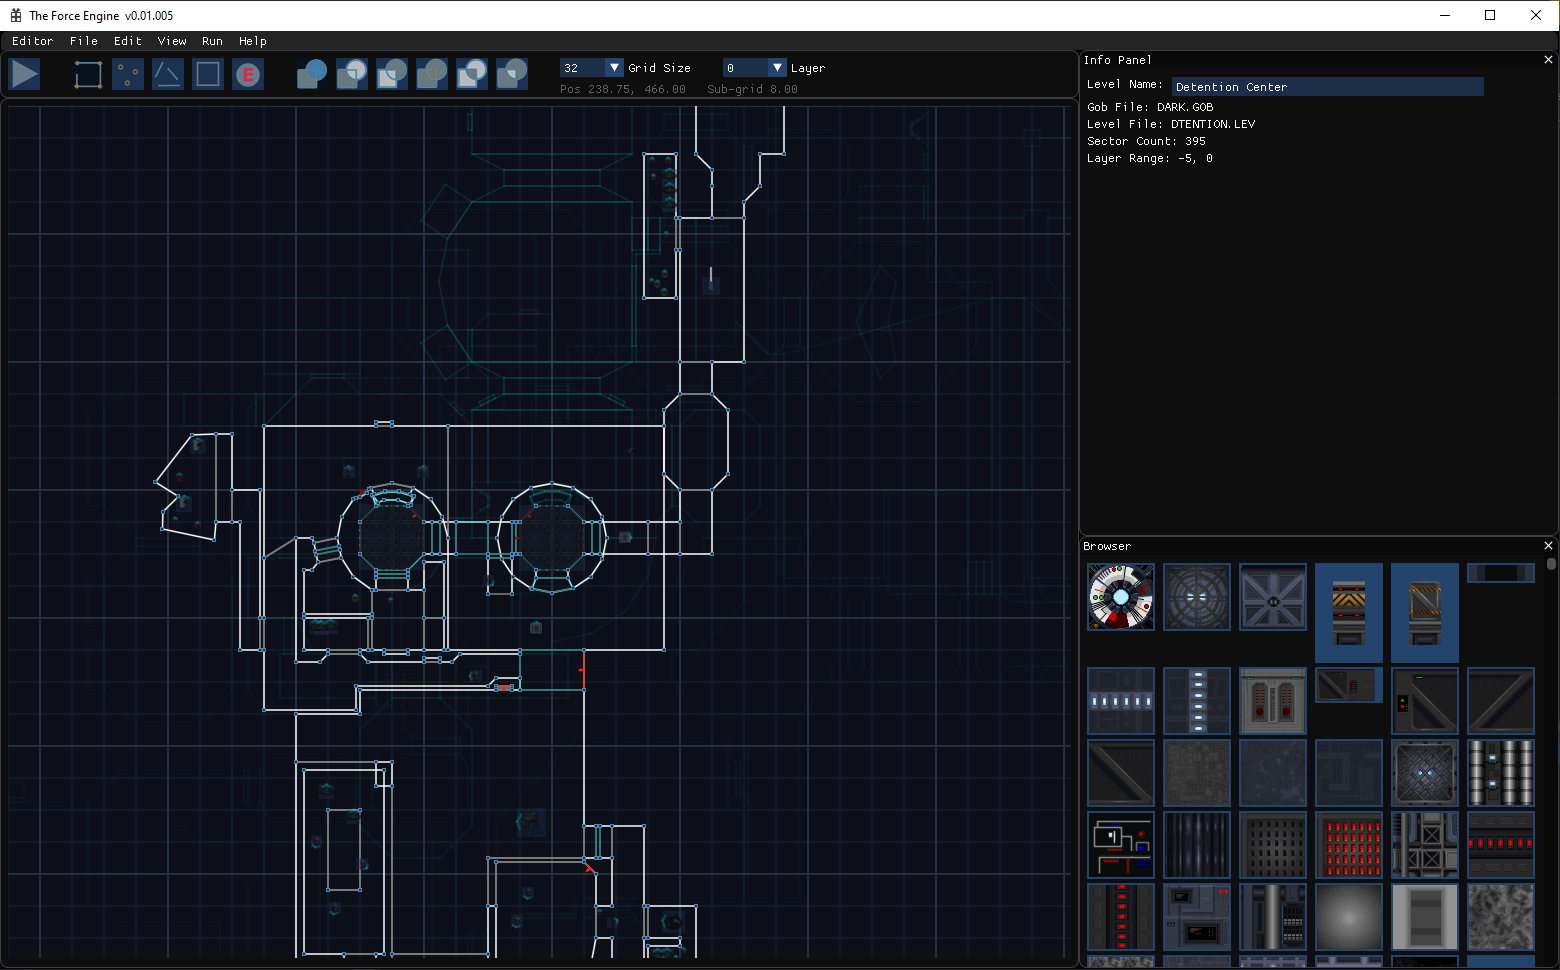 The Force Engine  v0.01.005
Editor File Edit View Run Help
E
32 Grid Size 0 Layer
Pos 238.75, 466.00 Sub-grid 8.00
Info Panel
Level Name: Detention Center
Gob File: DARK.GOB
Level File: DTENTION.LEV
Sector Count: 395
Layer Range: -5, 0
Browser